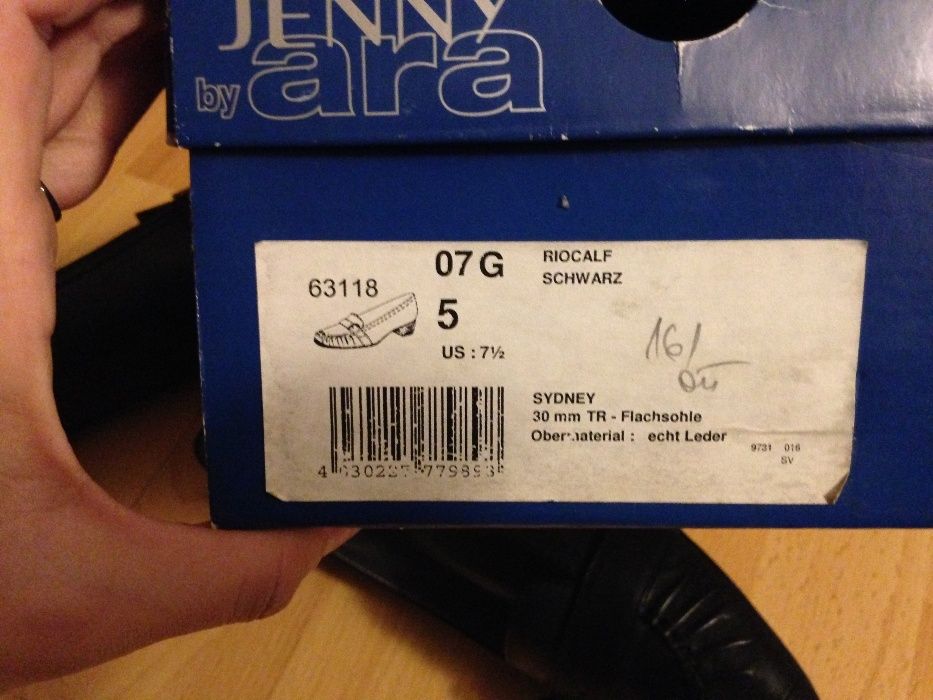 JENNY
by ara
07 G
63118
5
US : 7½
RIOCALF
SCHWARZ
16/
SYDNEY
30 mm TR - Flachsohle
Obermaterial : echt Leder
9731 016
SV